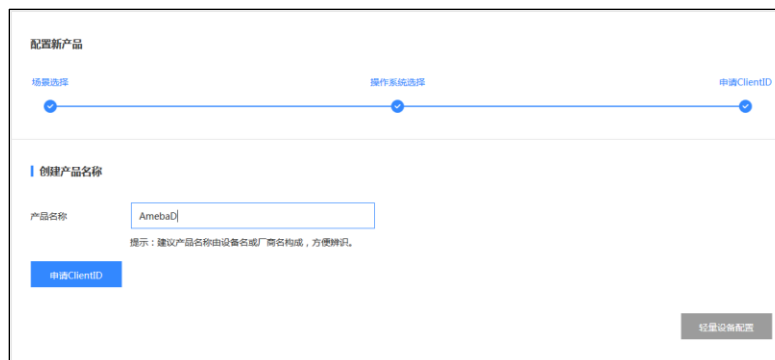 配置新产品
场景选择 操作系统选择 申请ClientID
创建产品名称
产品名称 AmebaD
提示：建议产品名称由设备名或厂商名构成，方便辨识。
申请ClientID
轻量设备配置